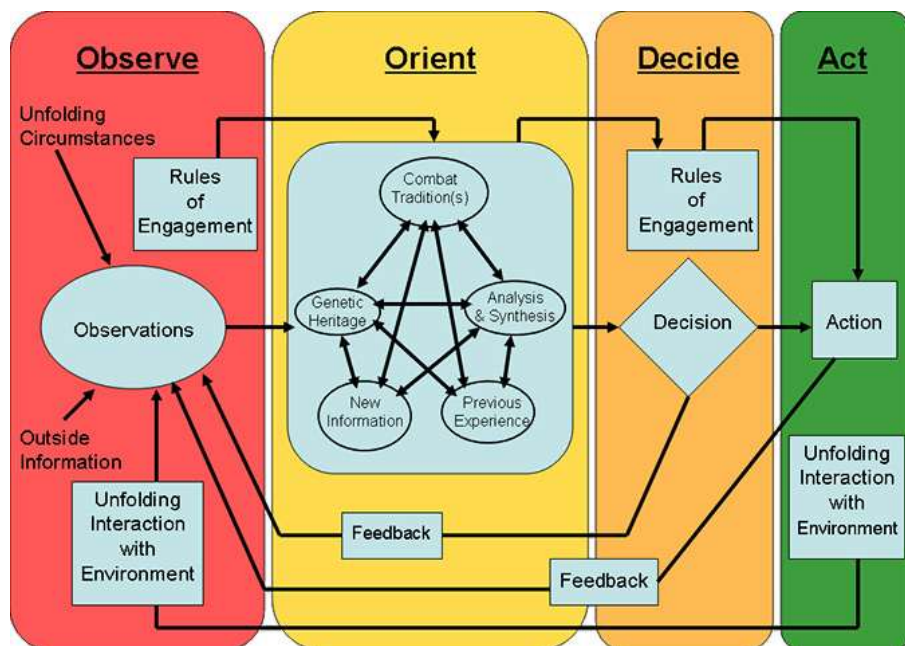 Observe
Unfolding
Circumstances
Rules
of
Engagement
Observations
Outside
Information
Unfolding
Interaction
with
Environment
Orient
Combat
Tradition(s)
Genetic
Heritage
Analysis
& Synthesis
New
Information
Previous
Experience
Feedback
Feedback
Decide
Rules
of
Engagement
Decision
Act
Action
Unfolding
Interaction
with
Environment